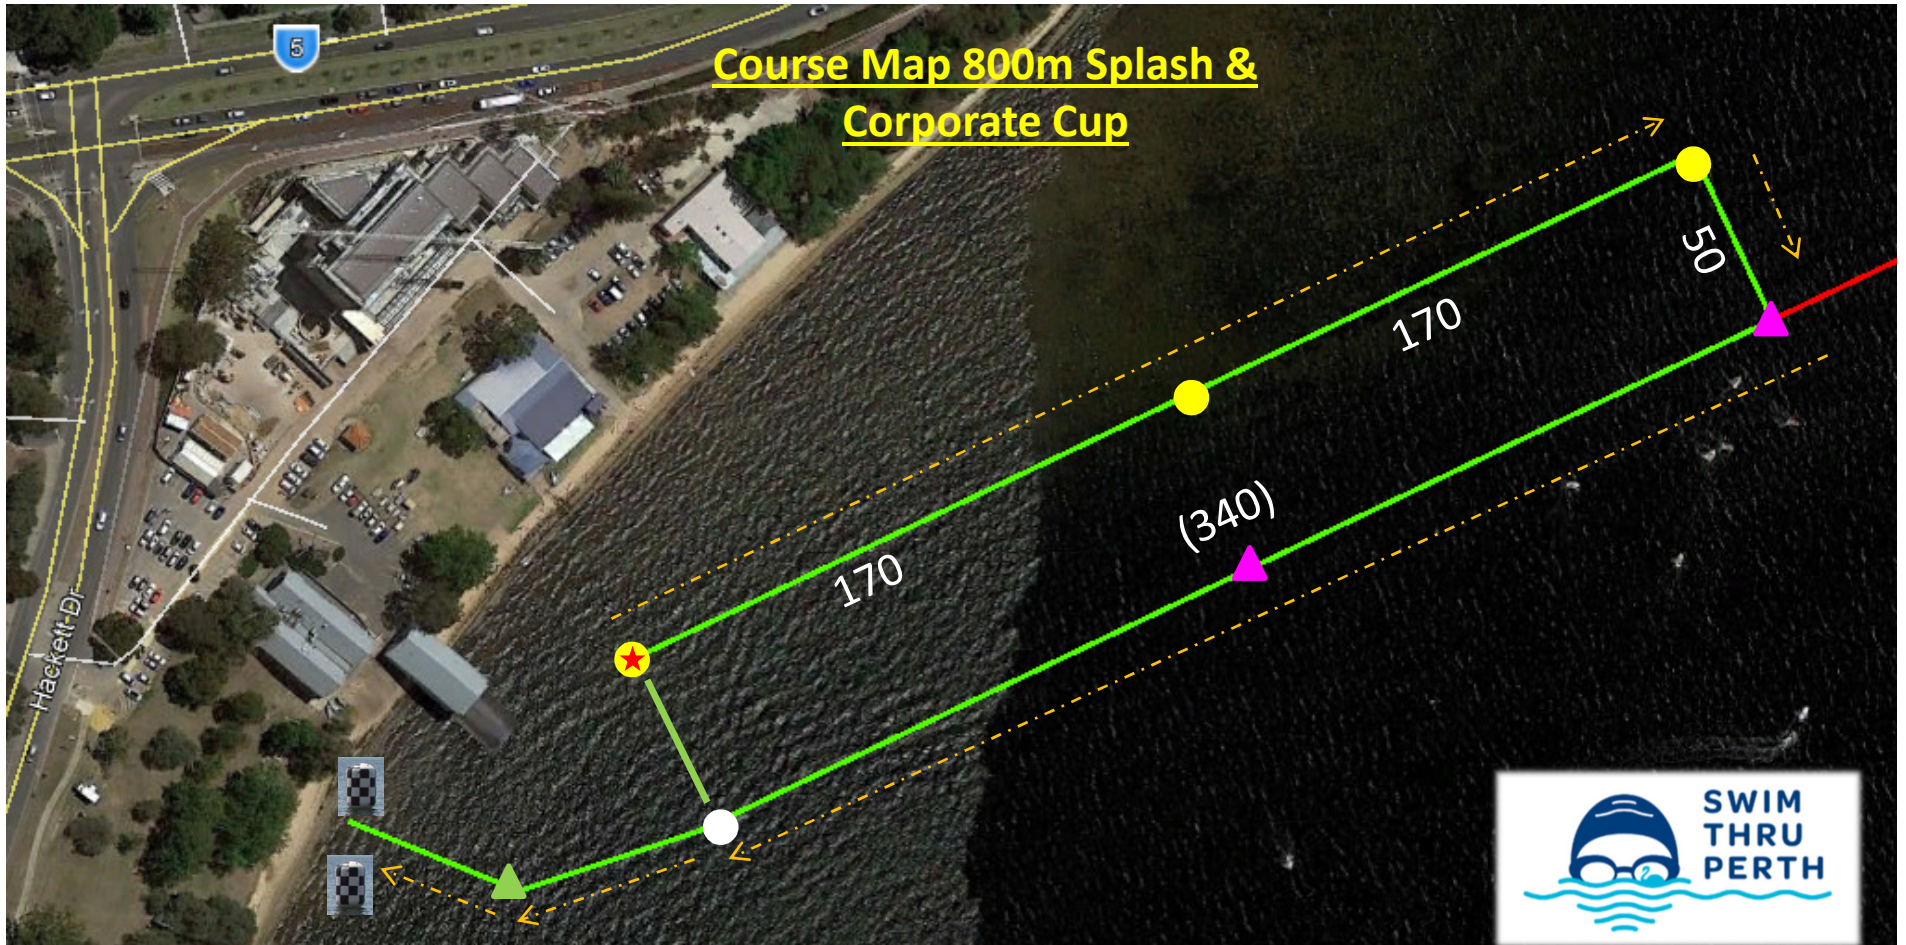 5
Course Map 800m Splash &
Corporate Cup
50
170
(340)
170
Hackett Dr
SWIM
THRU
PERTH